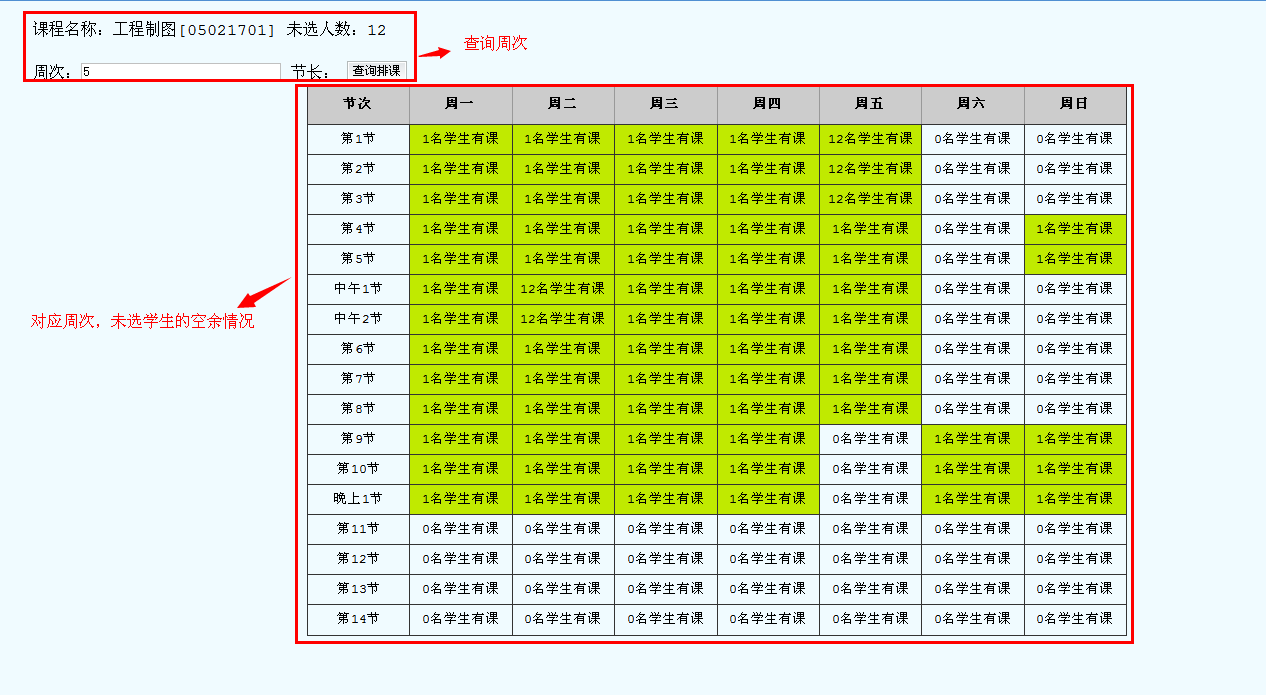 课程名称：工程制图[05021701] 未选人数：12
查询周次
周次：5 节长： 查询排课
节次 周一 周二 周三 周四 周五 周六 周日
第1节 1名学生有课 1名学生有课 1名学生有课 1名学生有课 12名学生有课 0名学生有课 0名学生有课
第2节 1名学生有课 1名学生有课 1名学生有课 1名学生有课 12名学生有课 0名学生有课 0名学生有课
第3节 1名学生有课 1名学生有课 1名学生有课 1名学生有课 12名学生有课 0名学生有课 0名学生有课
第4节 1名学生有课 1名学生有课 1名学生有课 1名学生有课 1名学生有课 0名学生有课 1名学生有课
第5节 1名学生有课 1名学生有课 1名学生有课 1名学生有课 1名学生有课 0名学生有课 1名学生有课
中午1节 1名学生有课 12名学生有课 1名学生有课 1名学生有课 1名学生有课 0名学生有课 0名学生有课
对应周次，未选学生的空余情况
中午2节 1名学生有课 12名学生有课 1名学生有课 1名学生有课 1名学生有课 0名学生有课 0名学生有课
第6节 1名学生有课 1名学生有课 1名学生有课 1名学生有课 1名学生有课 0名学生有课 0名学生有课
第7节 1名学生有课 1名学生有课 1名学生有课 1名学生有课 1名学生有课 0名学生有课 0名学生有课
第8节 1名学生有课 1名学生有课 1名学生有课 1名学生有课 1名学生有课 0名学生有课 0名学生有课
第9节 1名学生有课 1名学生有课 1名学生有课 1名学生有课 0名学生有课 1名学生有课 1名学生有课
第10节 1名学生有课 1名学生有课 1名学生有课 1名学生有课 0名学生有课 1名学生有课 1名学生有课
晚上1节 1名学生有课 1名学生有课 1名学生有课 1名学生有课 0名学生有课 1名学生有课 1名学生有课
第11节 0名学生有课 0名学生有课 0名学生有课 0名学生有课 0名学生有课 0名学生有课 0名学生有课
第12节 0名学生有课 0名学生有课 0名学生有课 0名学生有课 0名学生有课 0名学生有课 0名学生有课
第13节 0名学生有课 0名学生有课 0名学生有课 0名学生有课 0名学生有课 0名学生有课 0名学生有课
第14节 0名学生有课 0名学生有课 0名学生有课 0名学生有课 0名学生有课 0名学生有课 0名学生有课